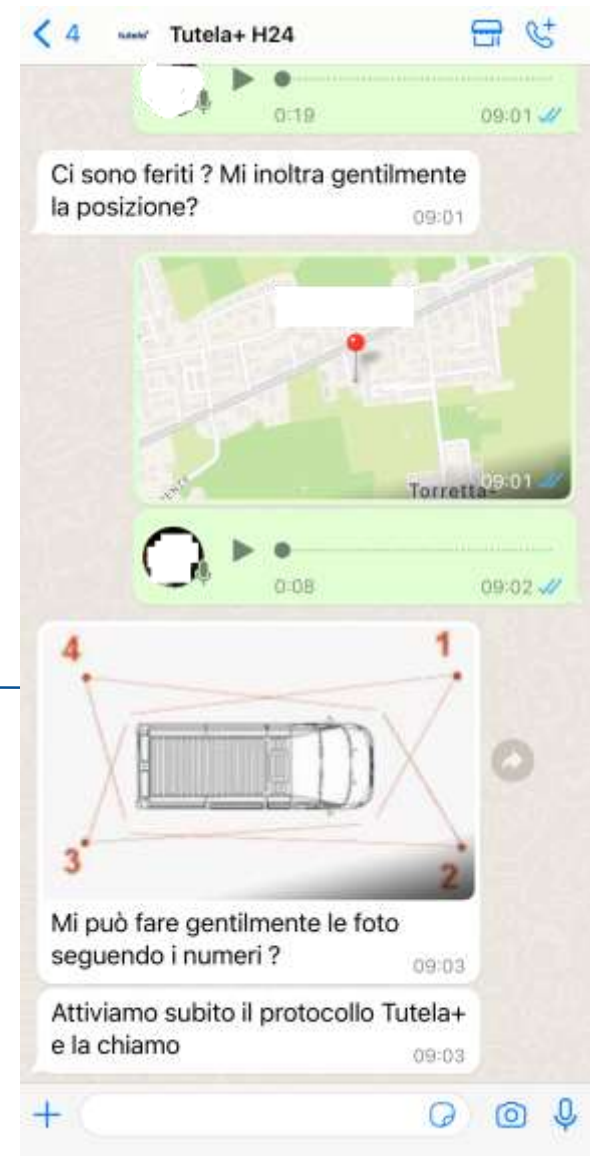 4 Tutela+ H24
0:19 09:01
Ci sono feriti ? Mi inoltra gentilmente
la posizione?
09:01
Torretta-
09:01
0:08 09:02
4 1
3 2
Mi può fare gentilmente le foto
seguendo i numeri ?
09:03
Attiviamo subito il protocollo Tutela+
e la chiamo
09:03